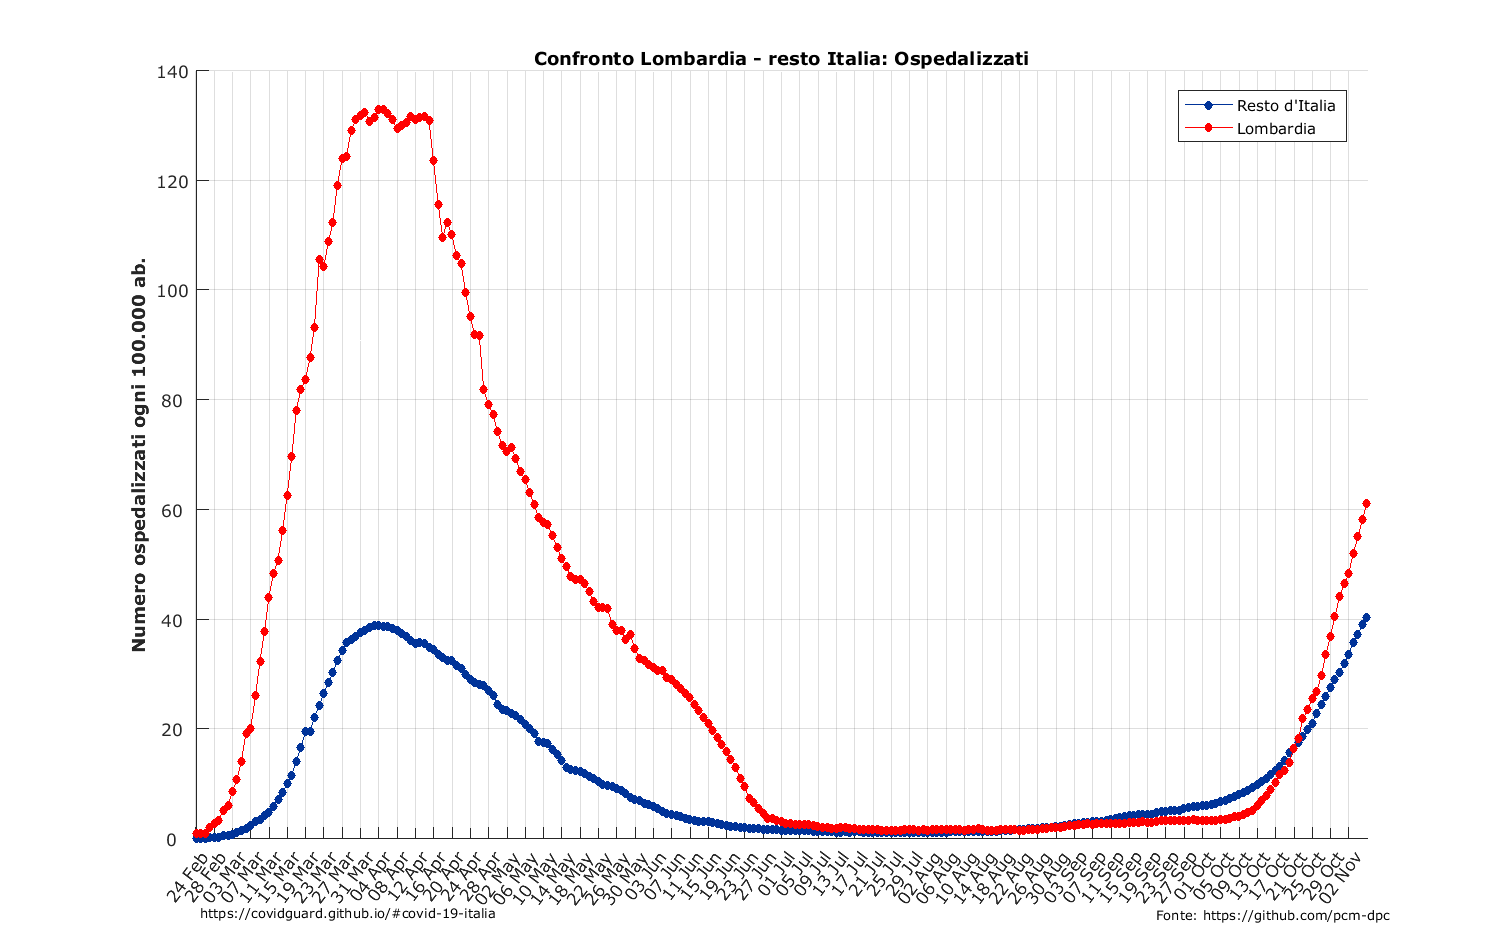 Confronto Lombardia - resto Italia: Ospedalizzati
140
120
100
80
60
40
20
0
Numero ospedalizzati ogni 100.000 ab.
Resto d'Italia
Lombardia
24 Feb
28 Feb
03 Mar
07 Mar
11 Mar
15 Mar
19 Mar
23 Mar
27 Mar
31 Mar
04 Apr
08 Apr
12 Apr
16 Apr
20 Apr
24 Apr
28 Apr
02 May
06 May
10 May
14 May
18 May
22 May
26 May
30 May
03 Jun
07 Jun
11 Jun
15 Jun
19 Jun
23 Jun
27 Jun
01 Jul
05 Jul
09 Jul
13 Jul
17 Jul
21 Jul
25 Jul
29 Jul
02 Aug
06 Aug
10 Aug
14 Aug
18 Aug
22 Aug
26 Aug
30 Aug
03 Sep
07 Sep
11 Sep
15 Sep
19 Sep
23 Sep
27 Sep
01 Oct
05 Oct
09 Oct
13 Oct
17 Oct
21 Oct
25 Oct
29 Oct
02 Nov
https://covidguard.github.io/#covid-19-italia
Fonte: https://github.com/pcm-dpc